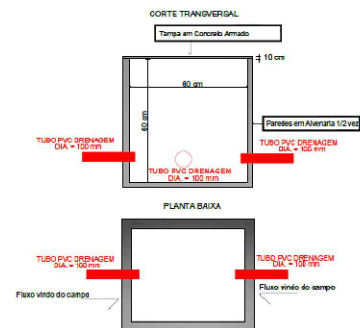 CORTE TRANSVERSAL
Tampa em Concreto Armado
10 cm
60 cm
60 cm
Paredes em Alvenaria 1/2 vez
TUBO PVC DRENAGEM
DIA. = 100 mm
TUBO PVC DRENAGEM
DIA. = 100 mm
TUBO PVC DRENAGEM
DIA. = 100 mm
PLANTA BAIXA
TUBO PVC DRENAGEM
DIA. = 100 mm
TUBO PVC DRENAGEM
DIA. = 100 mm
Fluxo vindo do campo
Fluxo vindo do campo